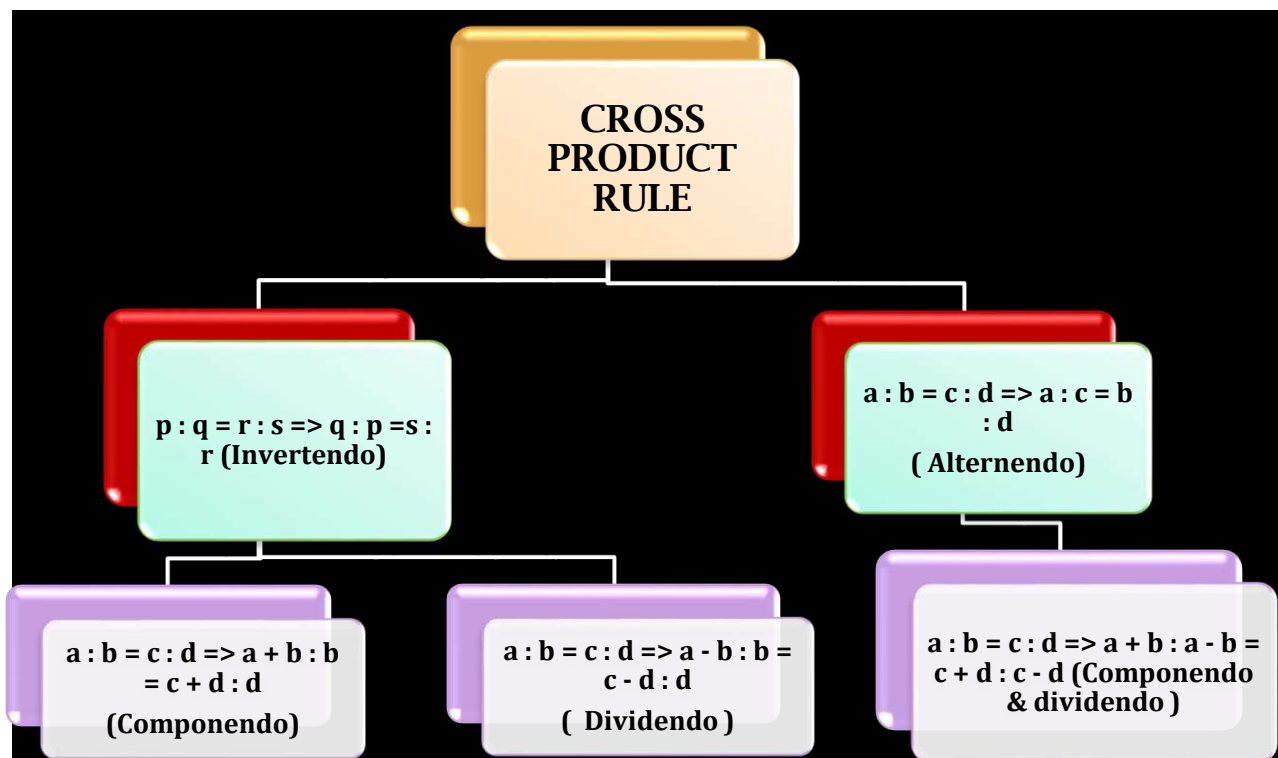 CROSS
PRODUCT
RULE
p : q = r : s => q : p =s :
r (Invertendo)
a : b = c : d => a : c = b
: d
( Alternendo)
a : b = c : d => a + b : b
= c + d : d
(Componendo)
a : b = c : d => a - b : b =
c - d : d
( Dividendo )
a : b = c : d => a + b : a - b =
c + d : c - d (Componendo
& dividendo )